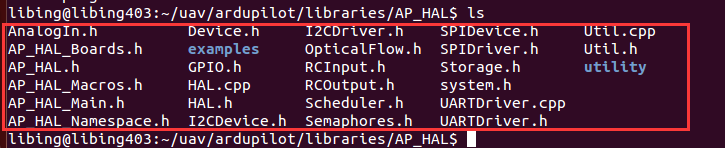 libing@libing403:~/uav/ardupilot/libraries/AP_HAL$ ls
AnalogIn.h Device.h I2CDriver.h SPIDevice.h Util.cpp
AP_HAL_Boards.h examples OpticalFlow.h SPIDriver.h Util.h
AP_HAL.h GPIO.h RCInput.h Storage.h utility
AP_HAL_Macros.h HAL.cpp RCOutput.h system.h
AP_HAL_Main.h HAL.h Scheduler.h UARTDriver.cpp
AP_HAL_Namespace.h I2CDevice.h Semaphores.h UARTDriver.h
libing@libing403:~/uav/ardupilot/libraries/AP_HAL$